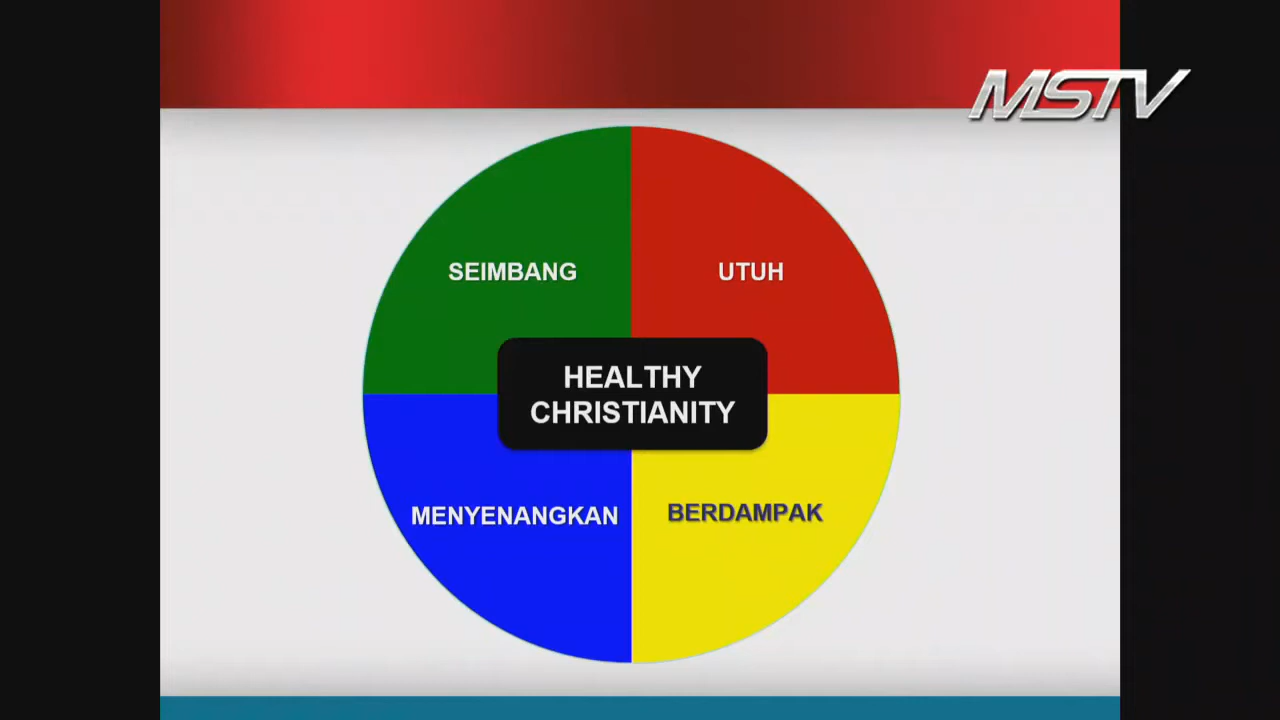 MSTV
SEIMBANG
UTUH
HEALTHY
CHRISTIANITY
MENYENANGKAN
BERDAMPAK